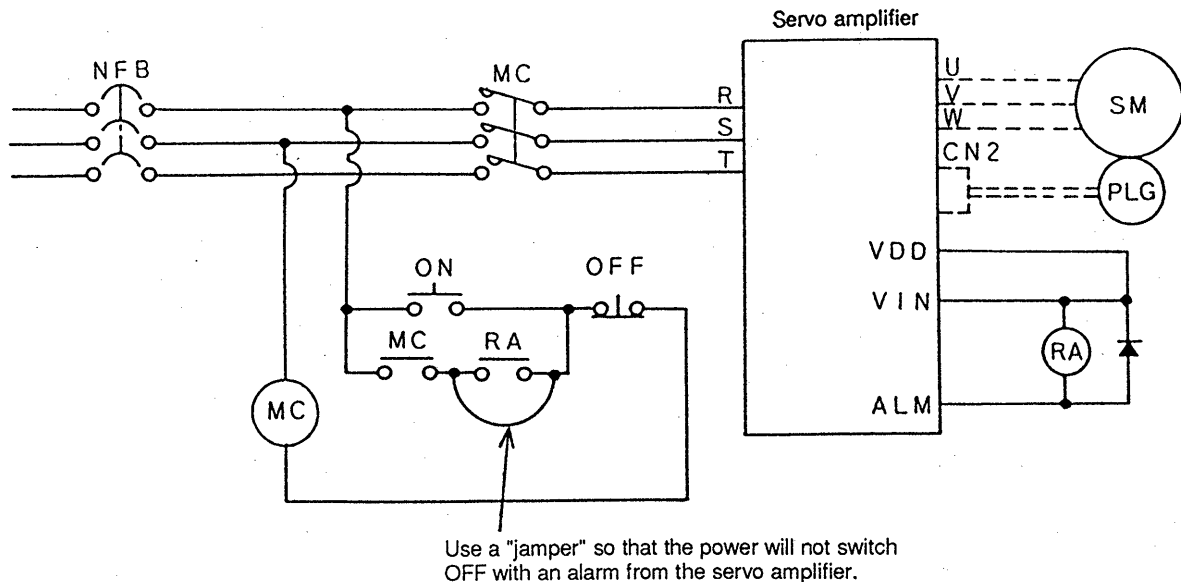 Servo amplifier
NFB
MC
R
S
T
U
V
W
SM
CN2
PLG
VDD
ON
OFF
VIN
MC
RA
RA
MC
ALM
Use a "jamper" so that the power will not switch
OFF with an alarm from the servo amplifier.